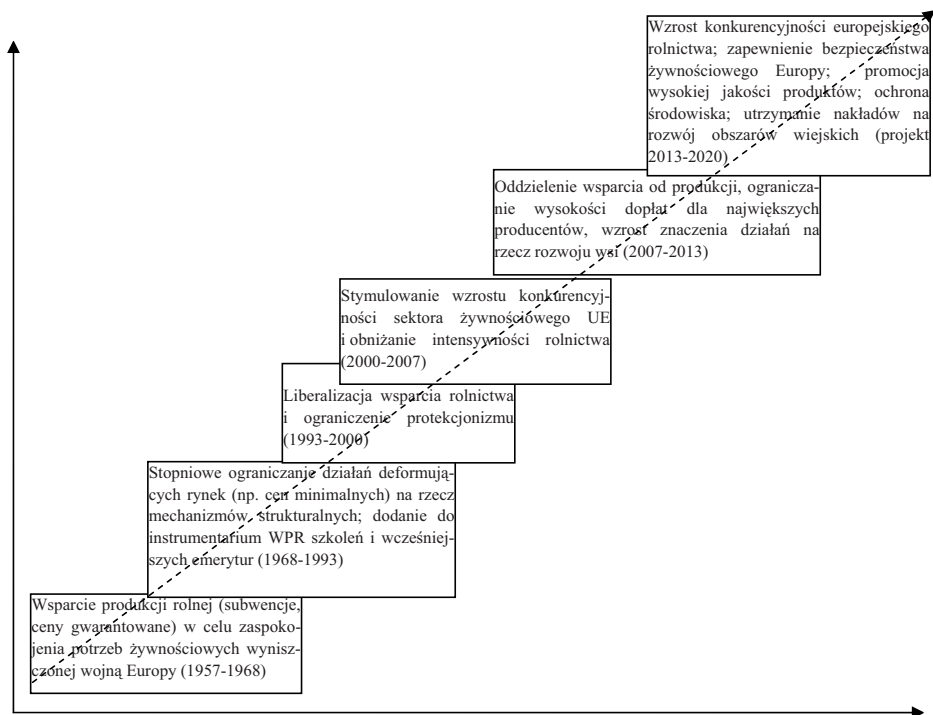 Wzrost konkurencyjności europejskiego
rolnictwa; zapewnienie bezpieczeństwa
żywnościowego Europy; promocja
wysokiej jakości produktów; ochrona
środowiska; utrzymanie nakładów na
rozwój obszarów wiejskich (projekt
2013-2020)
Oddzielenie wsparcia od produkcji, ogranicza-
nie wysokości dopłat dla największych
producentów, wzrost znaczenia działań na
rzecz rozwoju wsi (2007-2013)
Stymulowanie wzrostu konkurencyj-
ności sektora żywnościowego UE
i obniżanie intensywności rolnictwa
(2000-2007)
Liberalizacja wsparcia rolnictwa
i ograniczenie protekcjonizmu
(1993-2000)
Stopniowe ograniczanie działań deformują-
cych rynek (np. cen minimalnych) na rzecz
mechanizmów strukturalnych; dodanie do
instrumentarium WPR szkoleń i wcześniej-
szych emerytur (1968-1993)
Wsparcie produkcji rolnej (subwencje,
ceny gwarantowane) w celu zaspoko-
jenia potrzeb żywnościowych wynisz-
czonej wojną Europy (1957-1968)